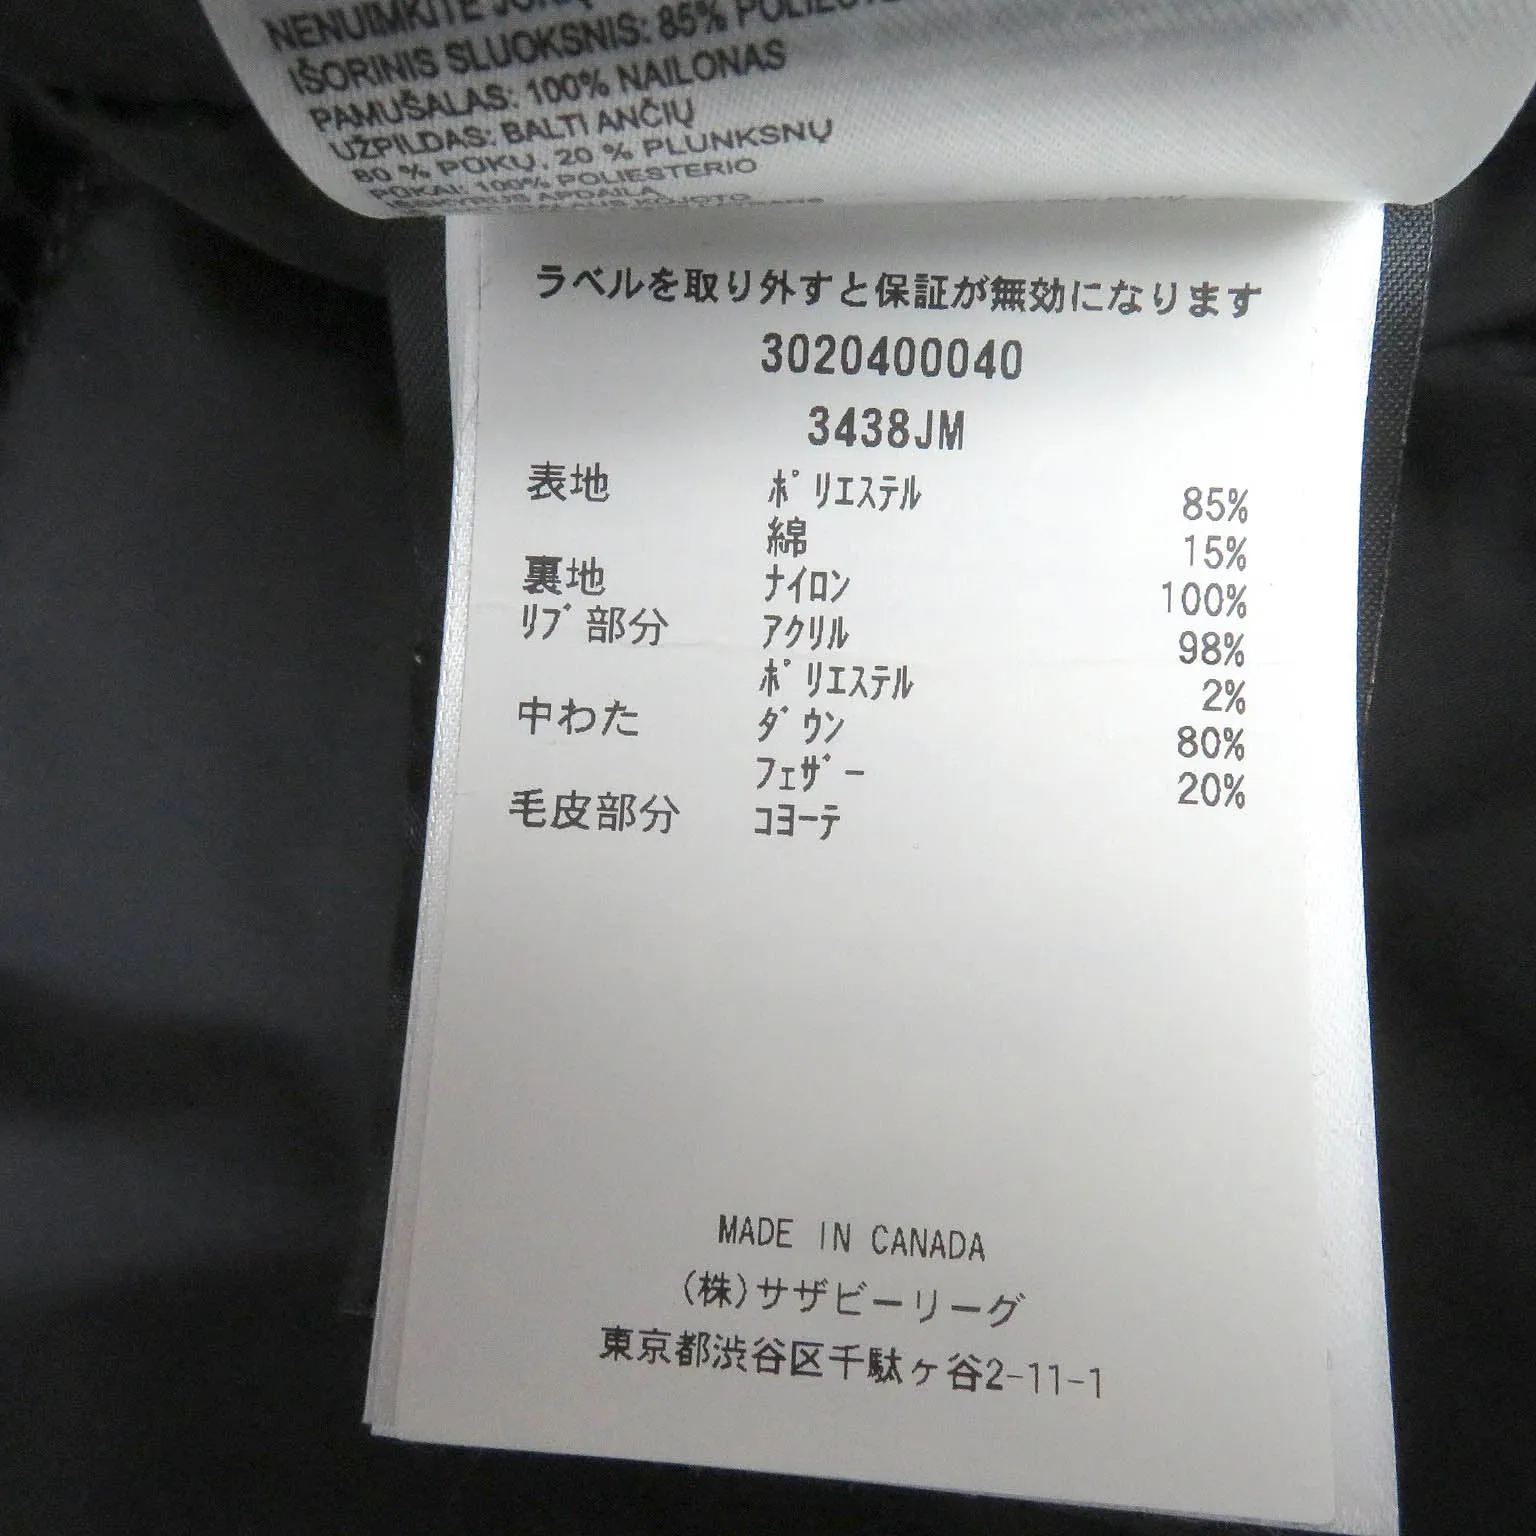 NENUIMKITE
IŠORINIS SLUOKSNIS: 85%
PAMUŠALAS: 100% NAILONAS
UŽPILDAS: BALTI ANČIŲ
80 % PŪKŲ, 20 % PLUNKSNŲ
POKAI: 100% POLIESTERIO
ラベルを取り外すと保証が無効になります
3020400040
3438JM
表地 ﾎﾟﾘｴｽﾃﾙ 85%
綿 15%
裏地 ﾅｲﾛﾝ 100%
ﾘﾌﾞ部分 ｱｸﾘﾙ 98%
ﾎﾟﾘｴｽﾃﾙ 2%
中わた ﾀﾞｳﾝ 80%
ﾌｪｻﾞｰ 20%
毛皮部分 ｺﾖｰﾃ
MADE IN CANADA
(株)サザビーリーグ
東京都渋谷区千駄ヶ谷2-11-1